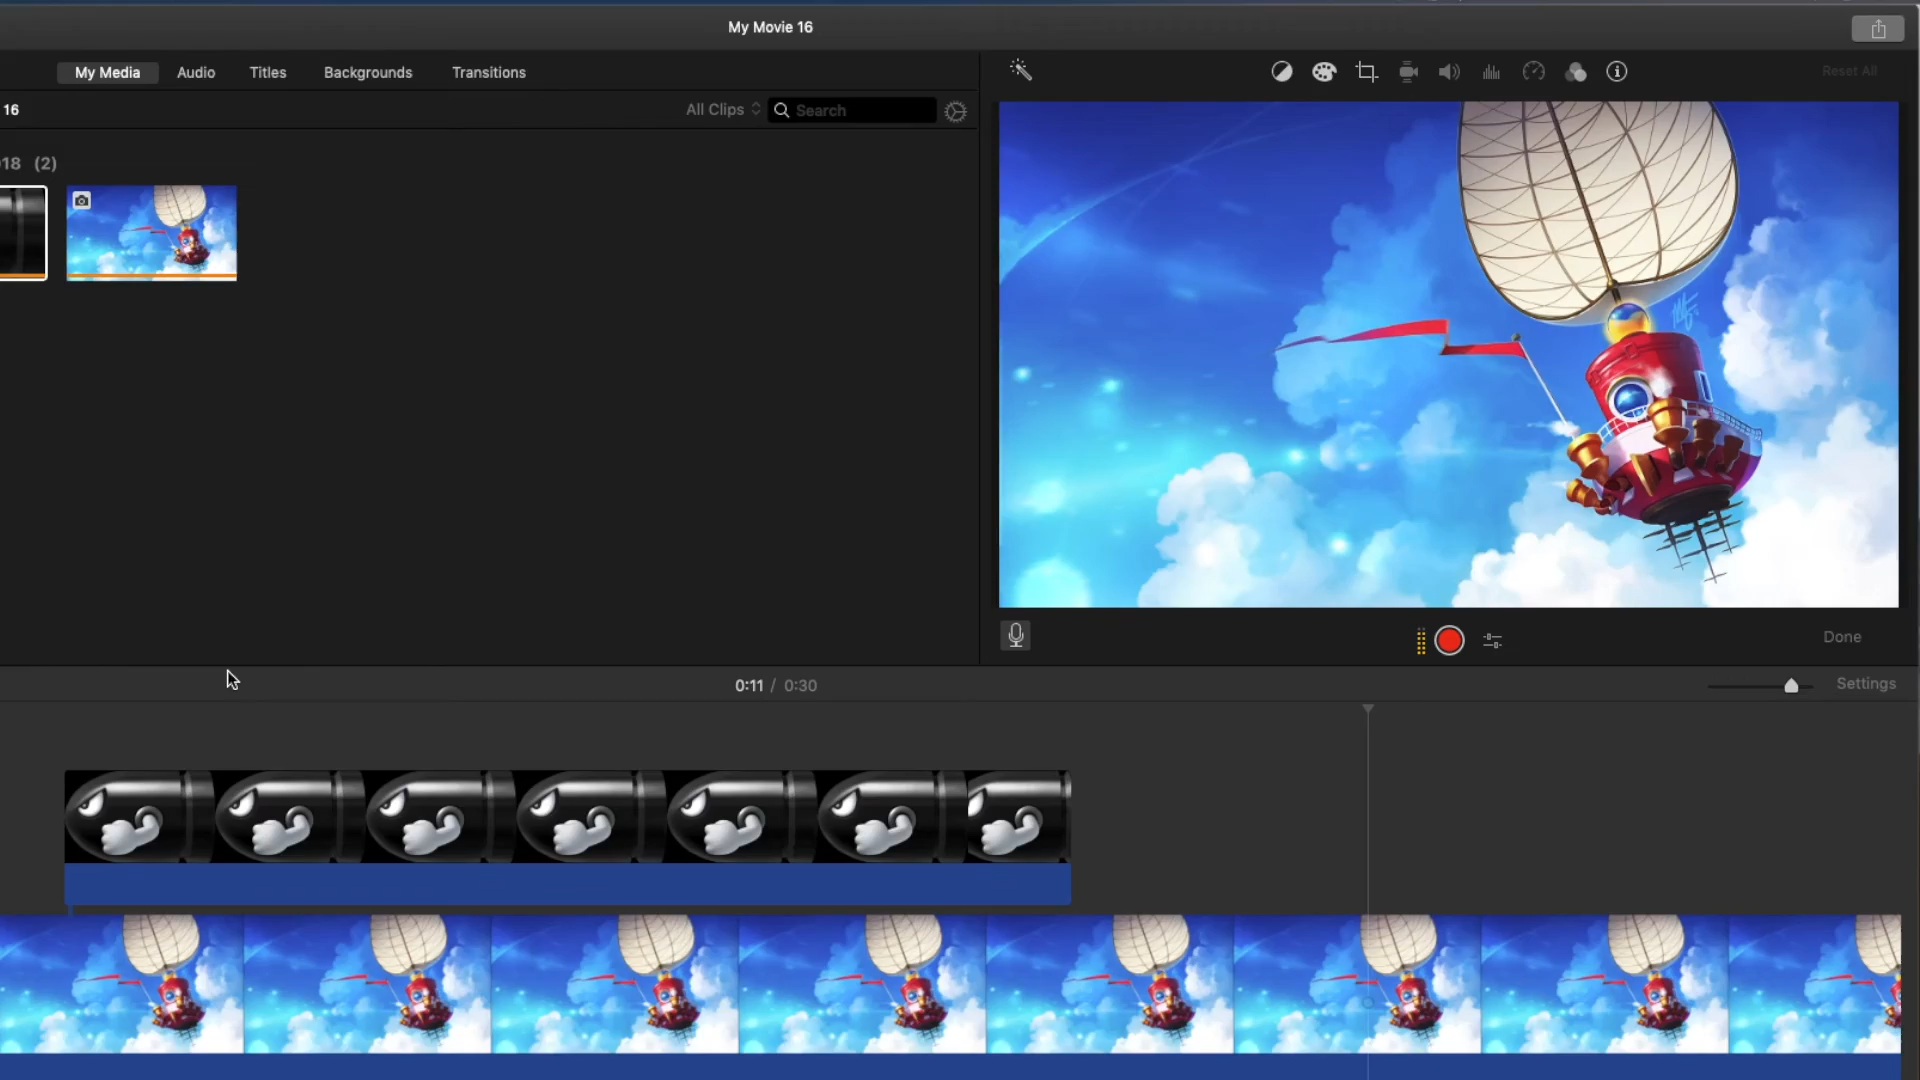 My Movie 16
My Media Audio Titles Backgrounds Transitions
Reset All
16
All Clips
Search
018 (2)
Done
0:11 / 0:30
Settings